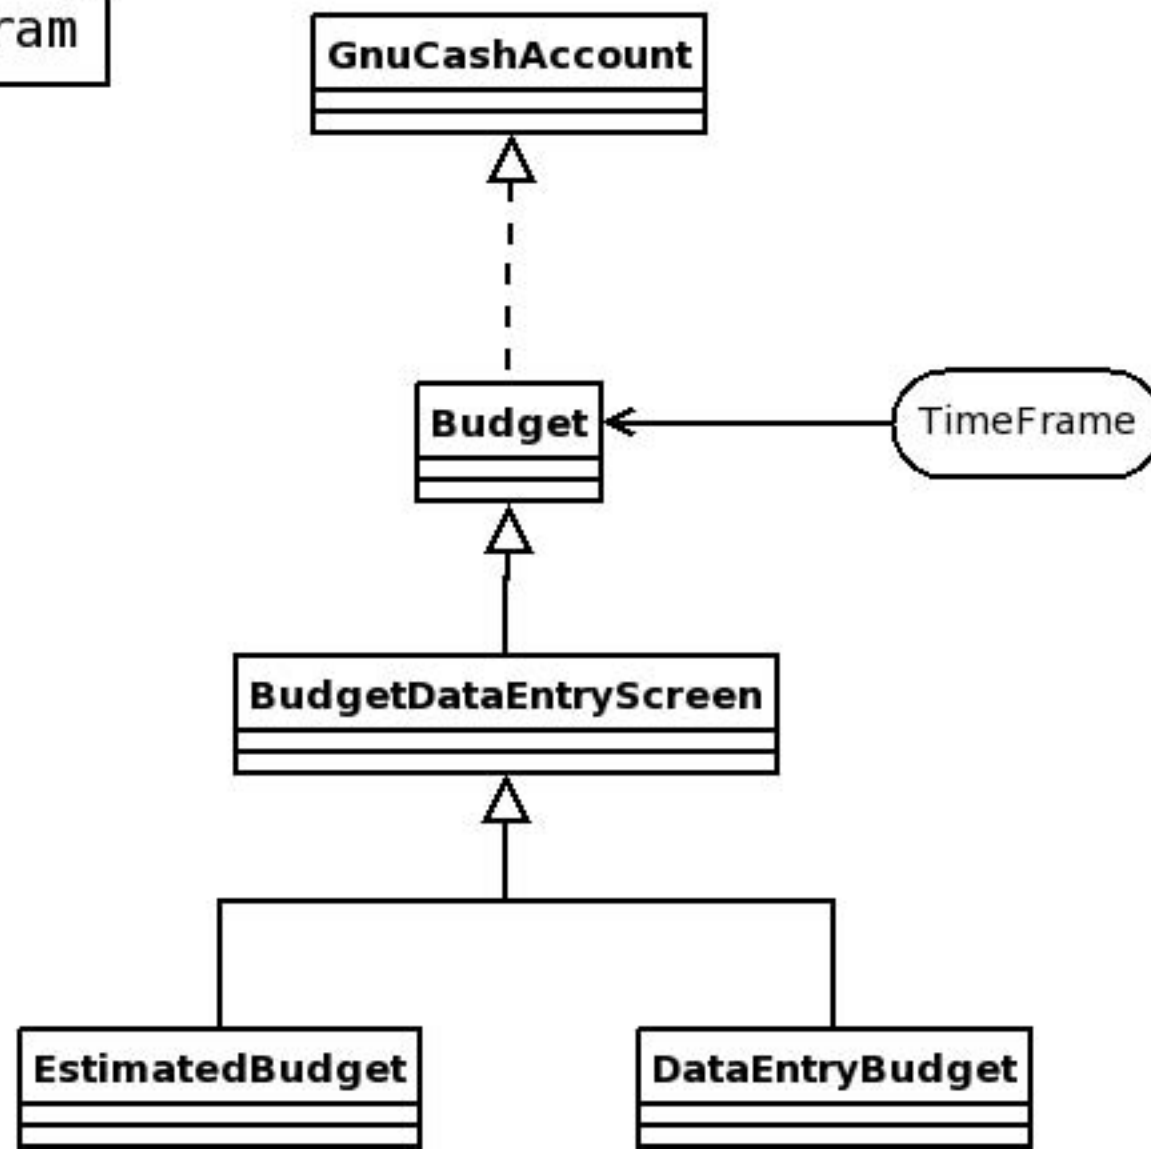 ram
GnuCashAccount
Budget
TimeFrame
BudgetDataEntryScreen
EstimatedBudget
DataEntryBudget